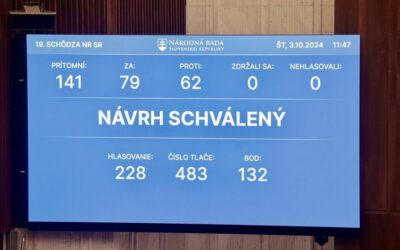 19. SCHÔDZA NR SR NÁRODNÁ RADA SLOVENSKEJ REPUBLIKY ŠT, 3.10.2024 11:47
PRÍTOMNÍ: ZA: PROTI: ZDRŽALI SA: NEHLASOVALI:
141 79 62 0 0
NÁVRH SCHVÁLENÝ
HLASOVANIE: ČÍSLO TLAČE: BOD:
228 483 132